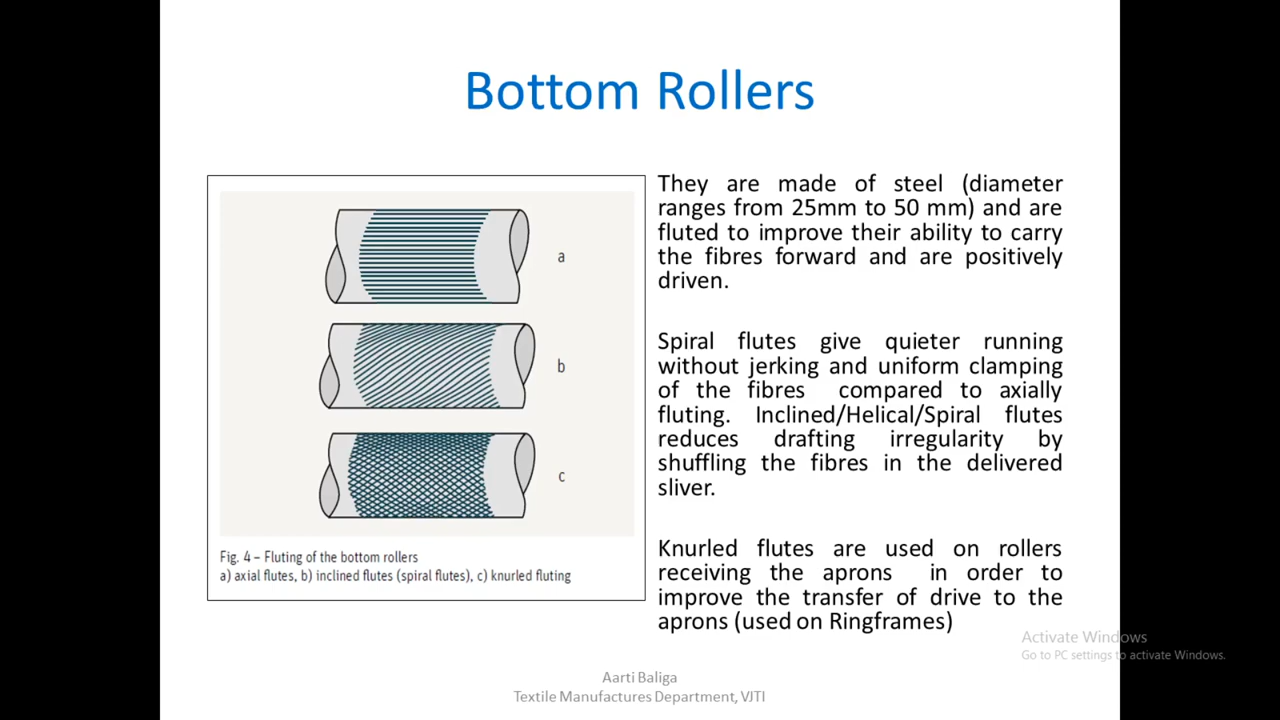 Bottom Rollers
a
b
c
Fig. 4 – Fluting of the bottom rollers
a) axial flutes, b) inclined flutes (spiral flutes), c) knurled fluting
They are made of steel (diameter
ranges from 25mm to 50 mm) and are
fluted to improve their ability to carry
the fibres forward and are positively
driven.
Spiral flutes give quieter running
without jerking and uniform clamping
of the fibres compared to axially
fluting. Inclined/Helical/Spiral flutes
reduces drafting irregularity by
shuffling the fibres in the delivered
sliver.
Knurled flutes are used on rollers
receiving the aprons in order to
improve the transfer of drive to the
aprons (used on Ringframes)
Activate Windows
Go to PC settings to activate Windows.
Aarti Baliga
Textile Manufactures Department, VJTI